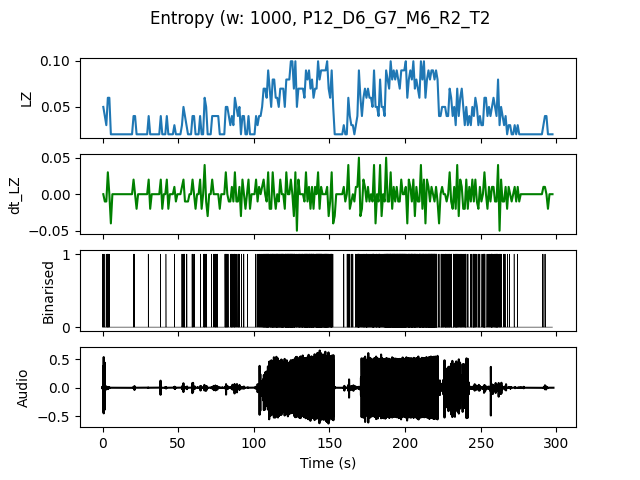 Entropy (w: 1000, P12_D6_G7_M6_R2_T2
0.10
0.05
LZ
0.05
0.00
−0.05
dt_LZ
1
0
Binarised
0.5
0.0
−0.5
Audio
0 50 100 150 200 250 300
Time (s)